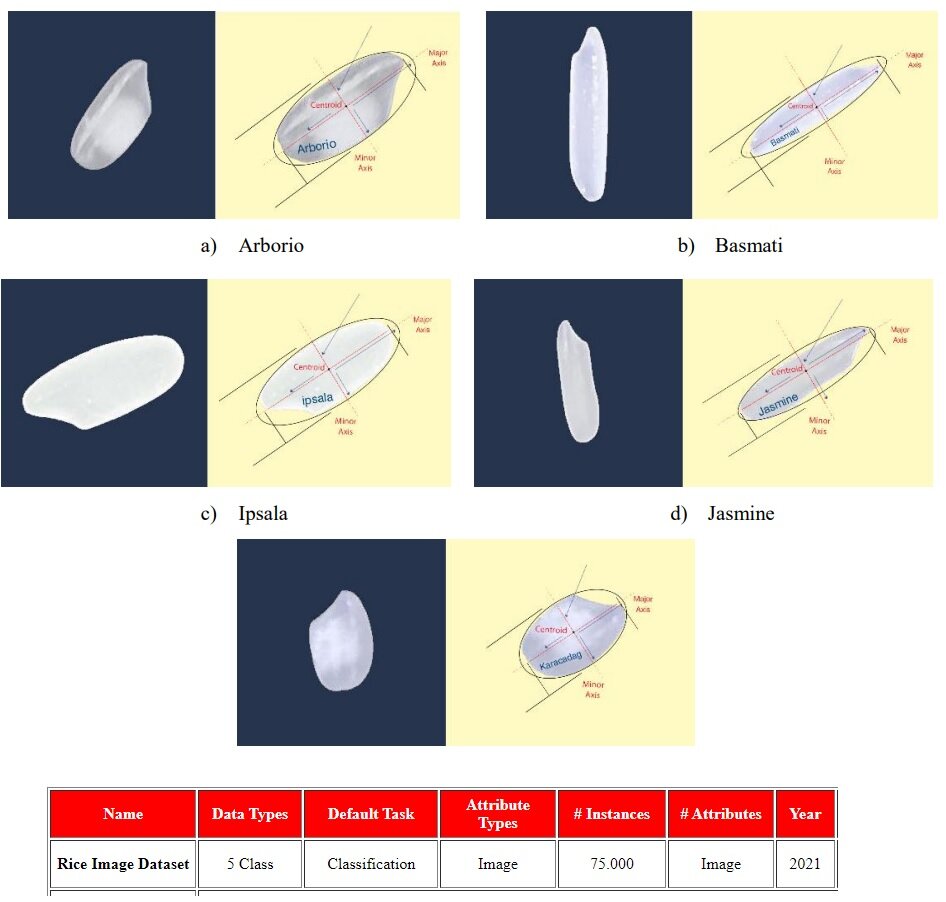 Major
Axis
Centroid
Arborio
Minor
Axis
Major
Axis
Centroid
Basmati
Minor
Axis
a) Arborio
b) Basmati
Major
Axis
Centroid
ipsala
Minor
Axis
Major
Axis
Centroid
Jasmine
Minor
Axis
c) Ipsala
d) Jasmine
Major
Axis
Centroid
Karacadag
Minor
Axis
Name Data Types Default Task Attribute Types # Instances # Attributes Year
Rice Image Dataset 5 Class Classification Image 75.000 Image 2021